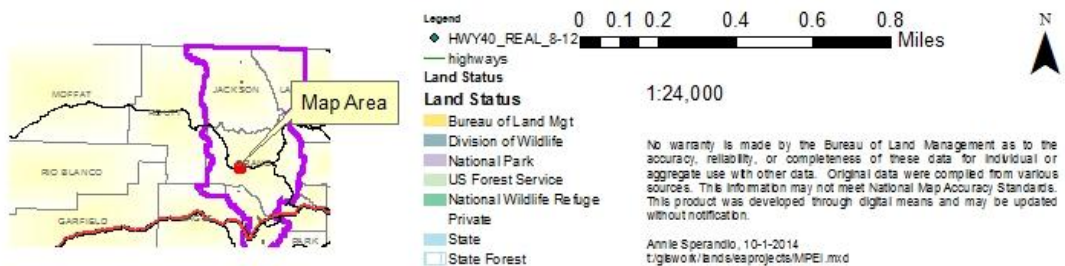 MOFFAT
JACKSON
LA
Map Area
RIO BLANCO
GARFIELD
PARK
Legend
HWY40_REAL_8-12
highways
Land Status
Land Status
Bureau of Land Mgt
Division of Wildlife
National Park
US Forest Service
National Wildlife Refuge
Private
State
State Forest
0 0.1 0.2 0.4 0.6 0.8
Miles
N
1:24,000
No warranty is made by the Bureau of Land Management as to the
accuracy, reliability, or completeness of these data for individual or
aggregate use with other data. Original data were compiled from various
sources. This information may not meet National Map Accuracy Standards.
This product was developed through digital means and may be updated
without notification.
Annie Sperandio, 10-1-2014
t:/giswork/lands/eaprojects/MPEI.mxd